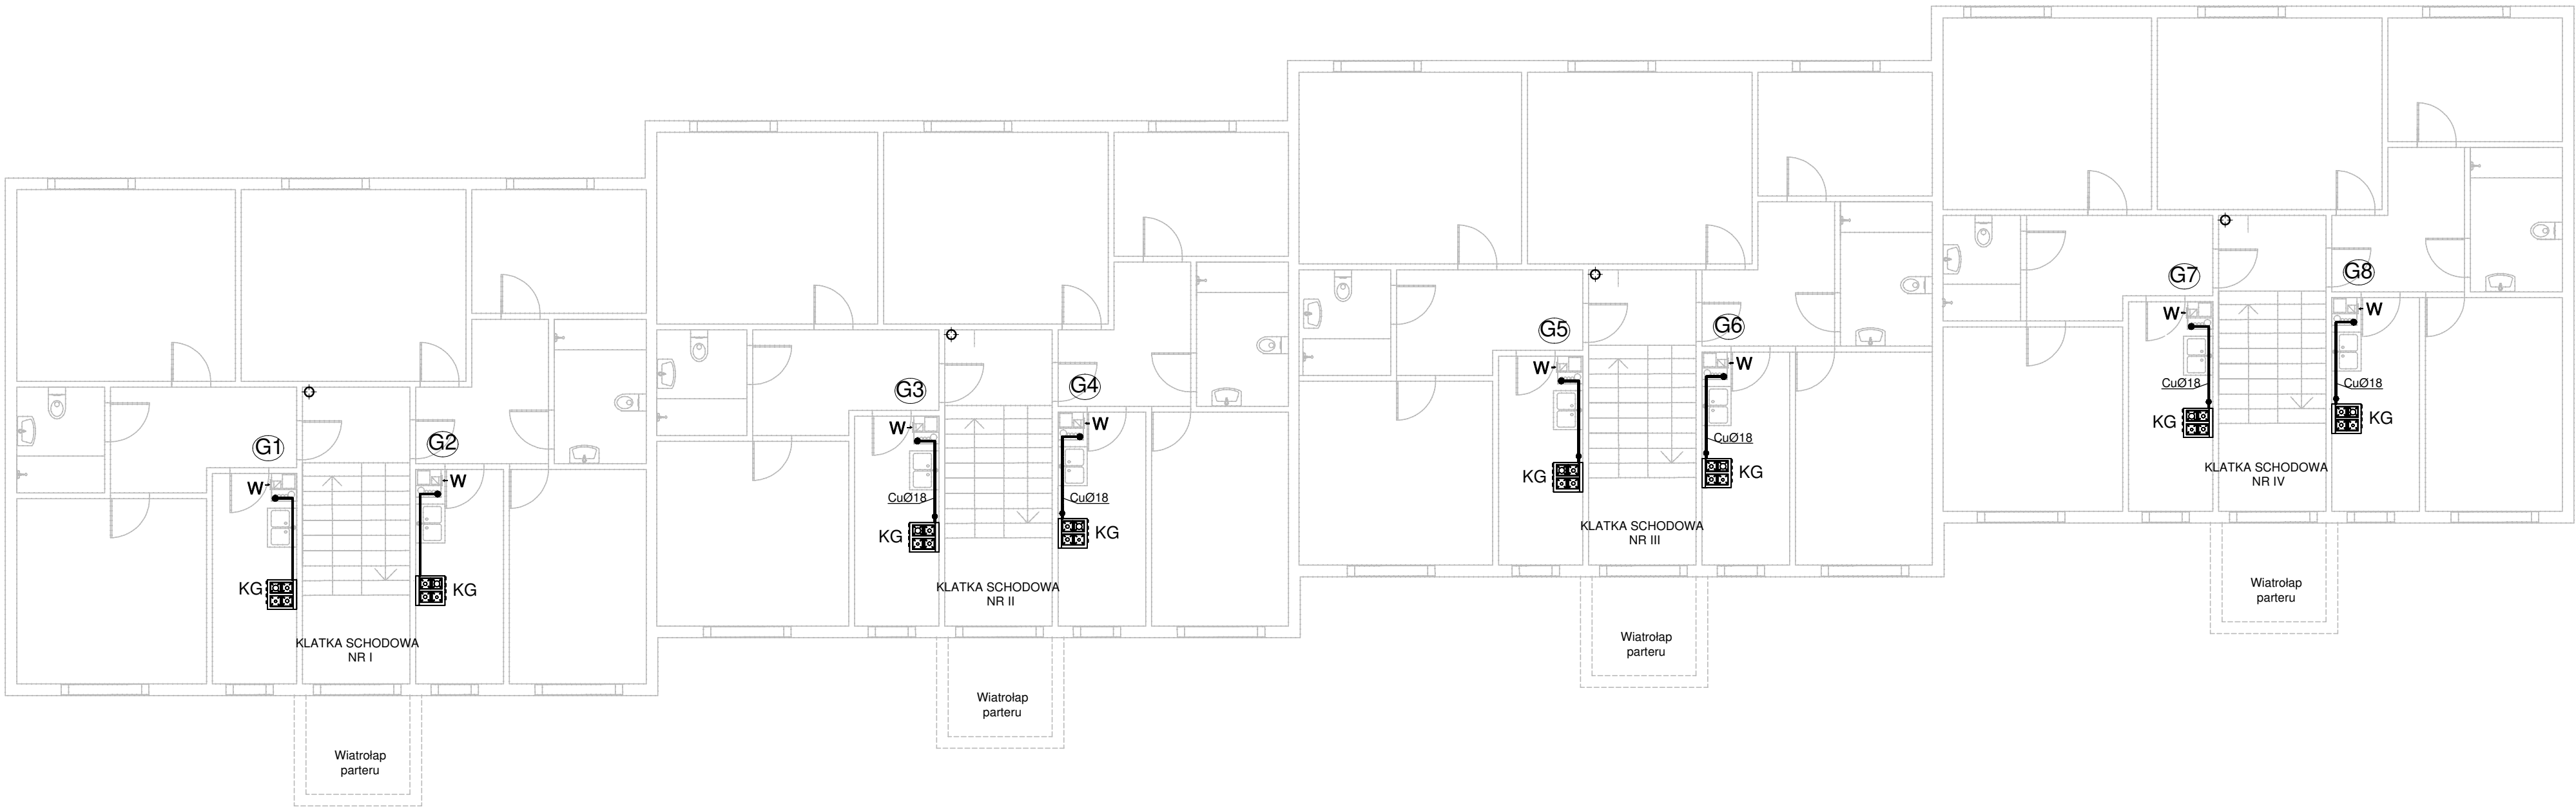 G1
G2
W
W
KG
KG
KLATKA SCHODOWA
NR I
Wiatrołap
parteru
G3
G4
W
W
CuØ18
CuØ18
KG
KG
KLATKA SCHODOWA
NR II
Wiatrołap
parteru
G5
G6
W
W
CuØ18
KG
KG
KLATKA SCHODOWA
NR III
Wiatrołap
parteru
G7
G8
W
W
CuØ18
CuØ18
KG
KG
KLATKA SCHODOWA
NR IV
Wiatrołap
parteru